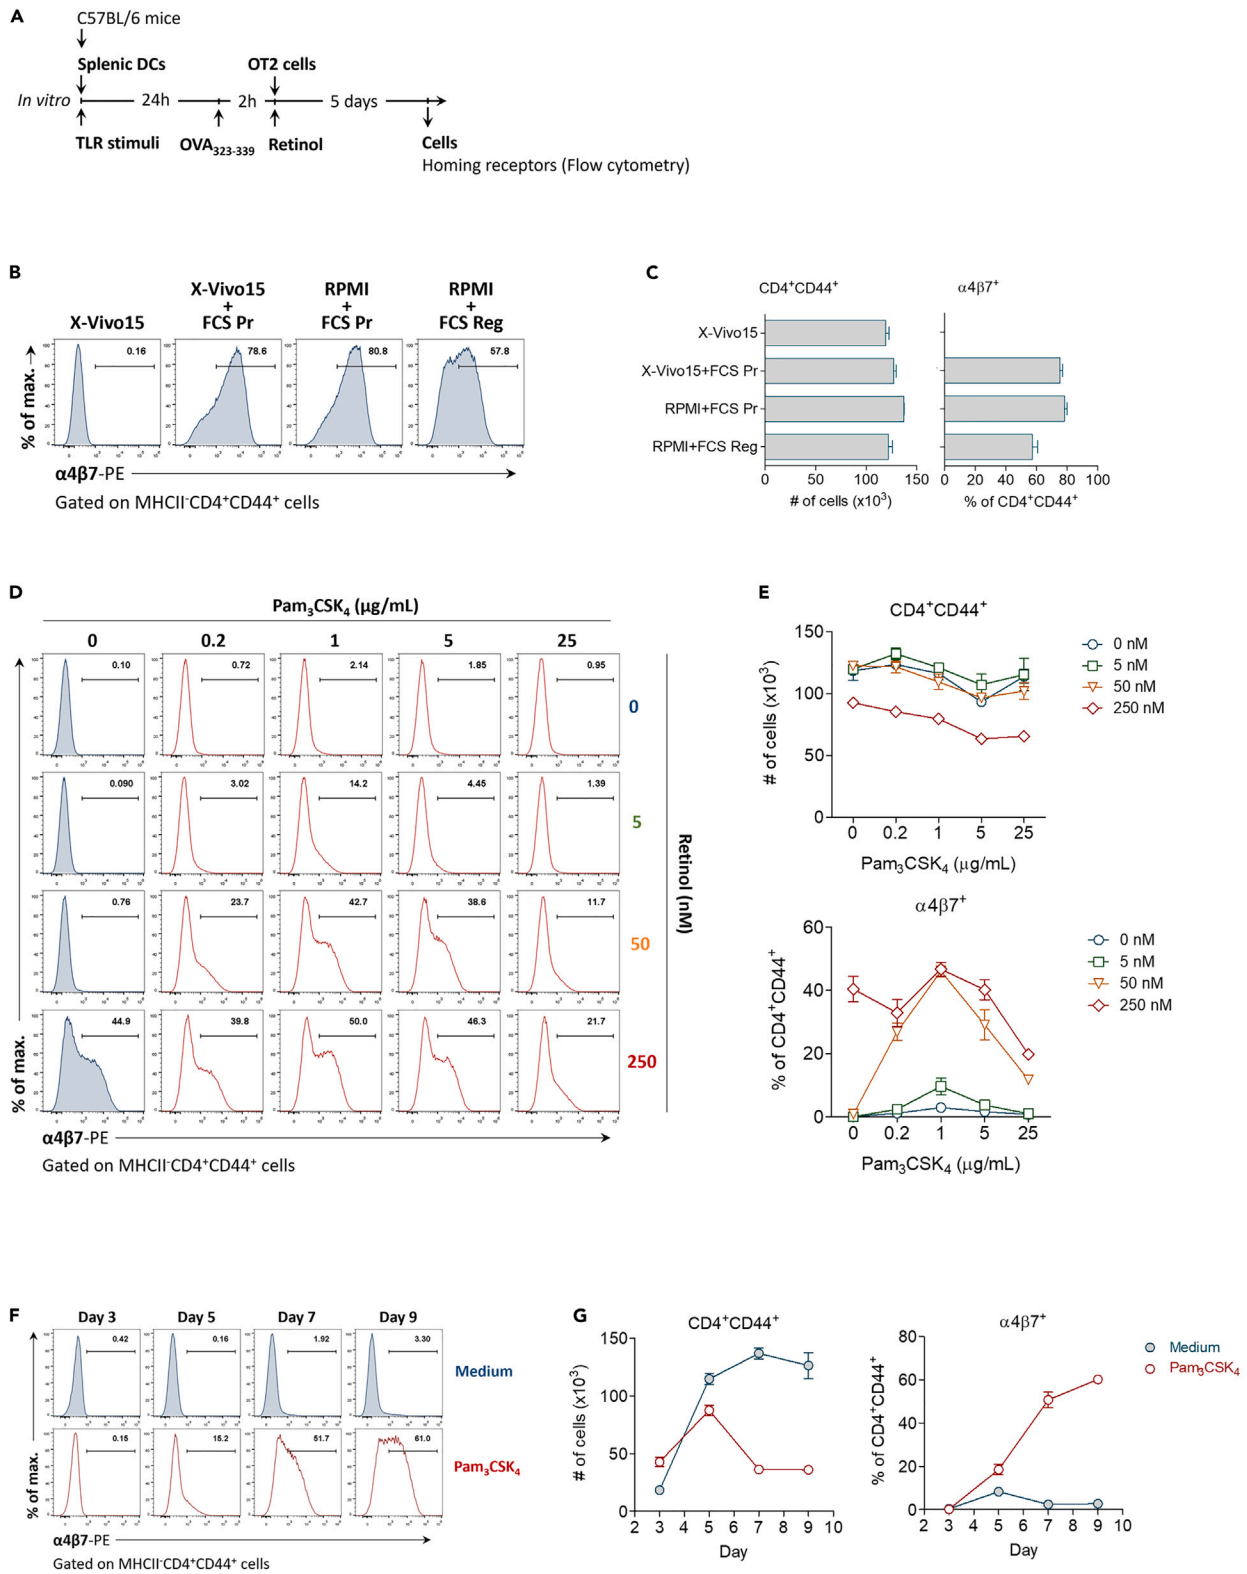 A
C57BL/6 mice
Splenic DCs
OT2 cells
In vitro
24h
2h
5 days
TLR stimuli
OVA323-339
Retinol
Cells
Homing receptors (Flow cytometry)
B
X-Vivo15
X-Vivo15
+
FCS Pr
RPMI
+
FCS Pr
RPMI
+
FCS Reg
0.16
78.6
80.8
57.8
% of max.
α4β7-PE
Gated on MHCII-CD4+CD44+ cells
C
CD4+CD44+
α4β7+
X-Vivo15
X-Vivo15+FCS Pr
RPMI+FCS Pr
RPMI+FCS Reg
0 50 100 150
# of cells (x10³)
0 20 40 60 80 100
% of CD4+CD44+
D
Pam3CSK4 (μg/mL)
0 0.2 1 5 25
0.10 0.72 2.14 1.85 0.95
0
0.090 3.02 14.2 4.45 1.39
5
0.76 23.7 42.7 38.6 11.7
50
44.9 39.8 50.0 46.3 21.7
250
Retinol (nM)
% of max.
α4β7-PE
Gated on MHCII-CD4+CD44+ cells
E
CD4+CD44+
150
100
50
0
# of cells (x10³)
0 0.2 1 5 25
Pam3CSK4 (μg/mL)
0 nM
5 nM
50 nM
250 nM
α4β7+
60
40
20
0
% of CD4+CD44+
0 0.2 1 5 25
Pam3CSK4 (μg/mL)
0 nM
5 nM
50 nM
250 nM
F
Day 3 Day 5 Day 7 Day 9
0.42 0.16 1.92 3.30
Medium
0.15 15.2 51.7 61.0
Pam3CSK4
% of max.
α4β7-PE
Gated on MHCII-CD4+CD44+ cells
G
CD4+CD44+
150
100
50
0
# of cells (x10³)
2 3 4 5 6 7 8 9 10
Day
α4β7+
80
60
40
20
0
% of CD4+CD44+
2 3 4 5 6 7 8 9 10
Day
Medium
Pam3CSK4